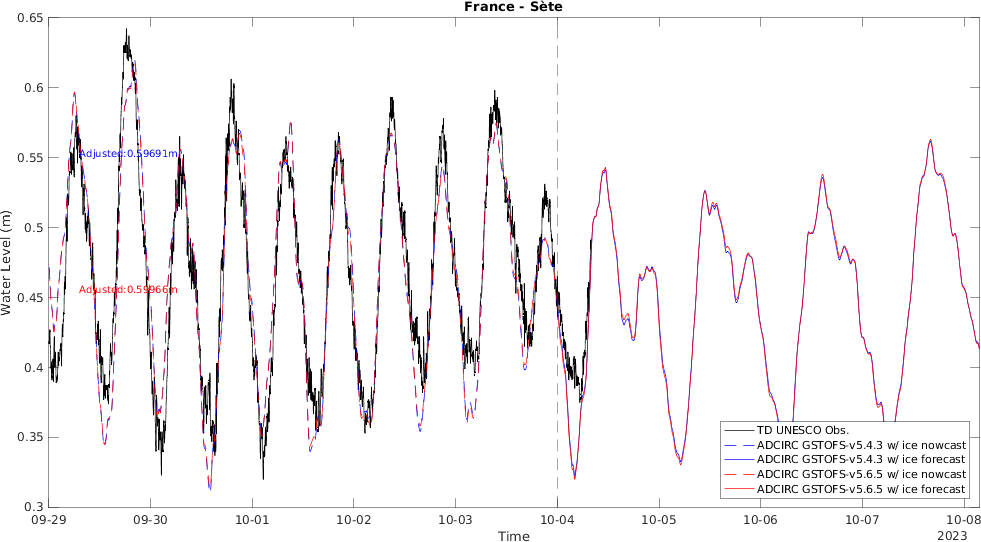 France - Sète
Water Level (m)
0.65
0.6
0.55
0.5
0.45
0.4
0.35
0.3
Adjusted:0.59691m
Adjusted:0.59966m
TD UNESCO Obs.
ADCIRC GSTOFS-v5.4.3 w/ ice nowcast
ADCIRC GSTOFS-v5.4.3 w/ ice forecast
ADCIRC GSTOFS-v5.6.5 w/ ice nowcast
ADCIRC GSTOFS-v5.6.5 w/ ice forecast
09-29 09-30 10-01 10-02 10-03 10-04 10-05 10-06 10-07 10-08
2023
Time